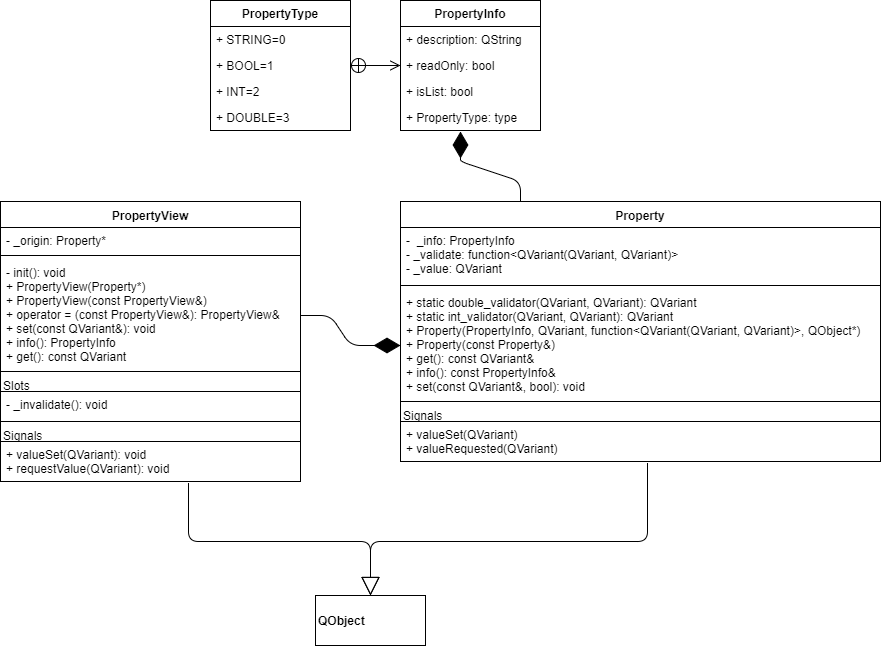 PropertyType
+ STRING=0
+ BOOL=1
+ INT=2
+ DOUBLE=3
PropertyInfo
+ description: QString
+ readOnly: bool
+ isList: bool
+ PropertyType: type
PropertyView
- _origin: Property*
- init(): void
+ PropertyView(Property*)
+ PropertyView(const PropertyView&)
+ operator = (const PropertyView&): PropertyView&
+ set(const QVariant&): void
+ info(): PropertyInfo
+ get(): const QVariant
Slots
- _invalidate(): void
Signals
+ valueSet(QVariant): void
+ requestValue(QVariant): void
Property
- _info: PropertyInfo
- _validate: function<QVariant(QVariant, QVariant)>
- _value: QVariant
+ static double_validator(QVariant, QVariant): QVariant
+ static int_validator(QVariant, QVariant): QVariant
+ Property(PropertyInfo, QVariant, function<QVariant(QVariant, QVariant)>, QObject*)
+ Property(const Property&)
+ get(): const QVariant&
+ info(): const PropertyInfo&
+ set(const QVariant&, bool): void
Signals
+ valueSet(QVariant)
+ valueRequested(QVariant)
QObject